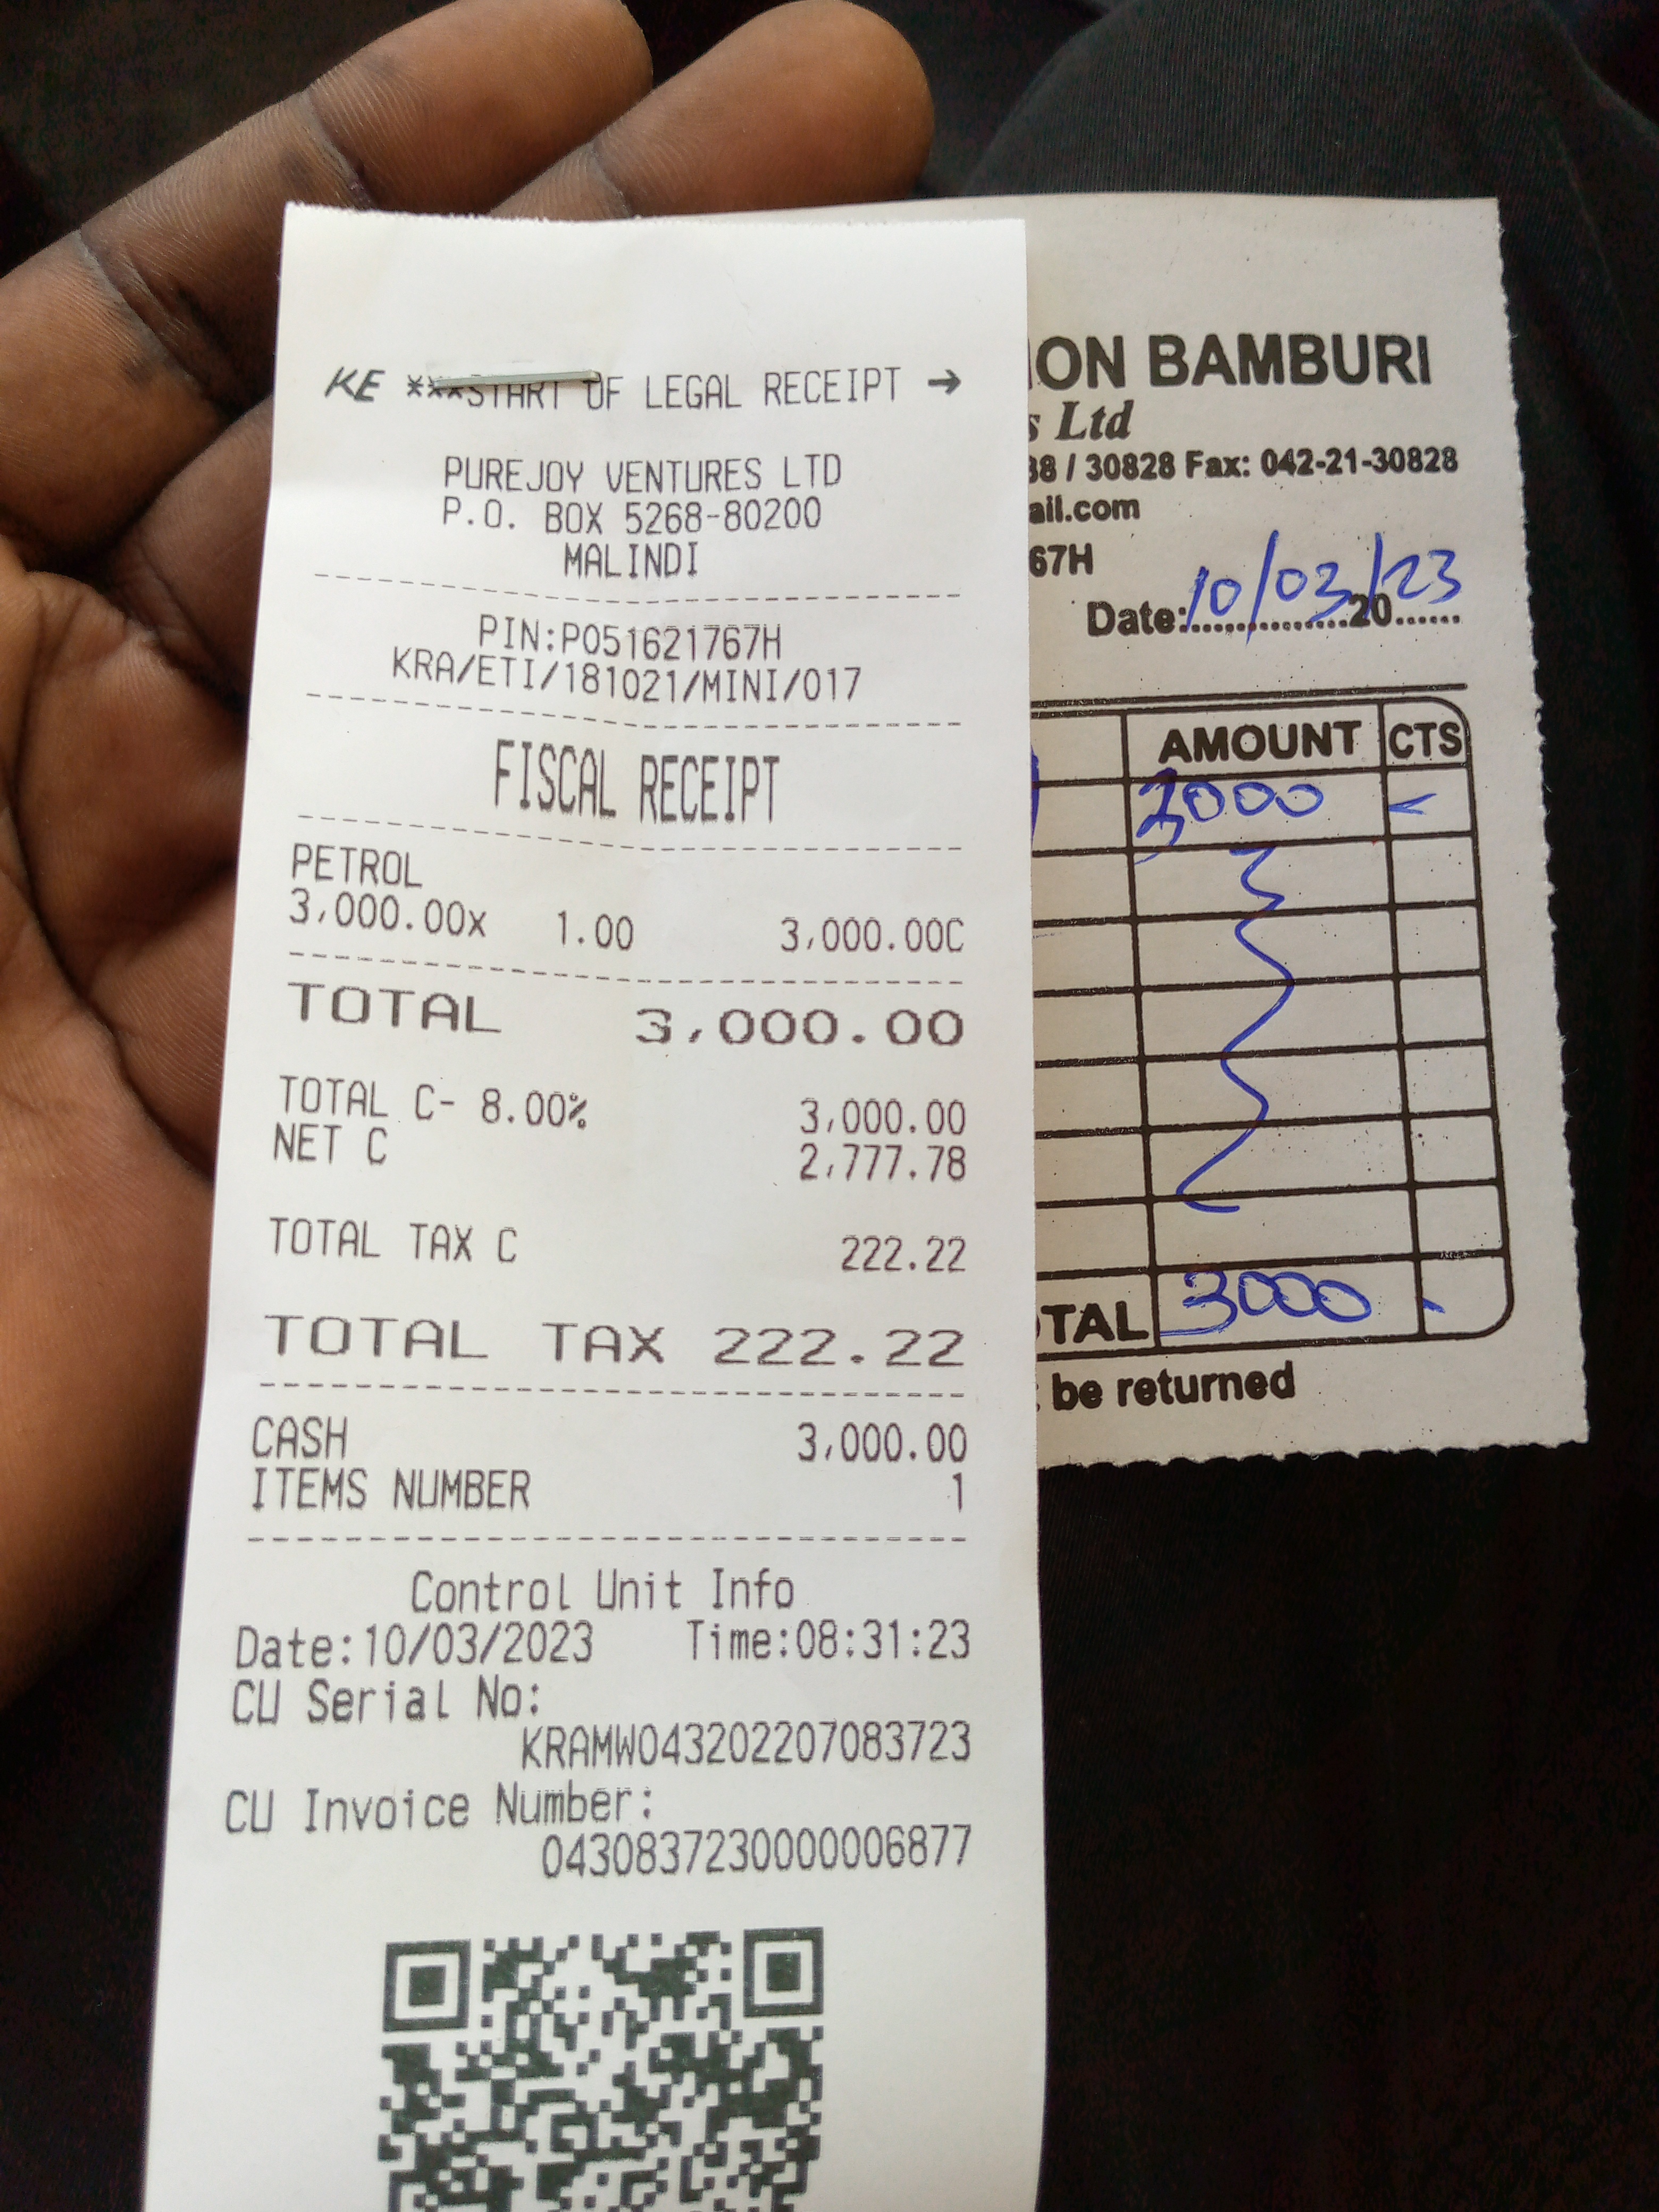 KE ***START OF LEGAL RECEIPT →
PUREJOY VENTURES LTD
P.O. BOX 5268-80200
MALINDI
PIN:P051621767H
KRA/ETI/181021/MINI/017
FISCAL RECEIPT
PETROL
3,000.00x 1.00 3,000.00C
TOTAL 3,000.00
TOTAL C- 8.00% 3,000.00
NET C 2,777.78
TOTAL TAX C 222.22
TOTAL TAX 222.22
CASH 3,000.00
ITEMS NUMBER 1
Control Unit Info
Date:10/03/2023 Time:08:31:23
CU Serial No:
KRAMW043202207083723
CU Invoice Number:
0430837230000006877
ION BAMBURI
s Ltd
38 / 30828 Fax: 042-21-30828
ail.com
67H
Date: 10/03/2023
AMOUNT CTS
3000
TAL 3000
be returned